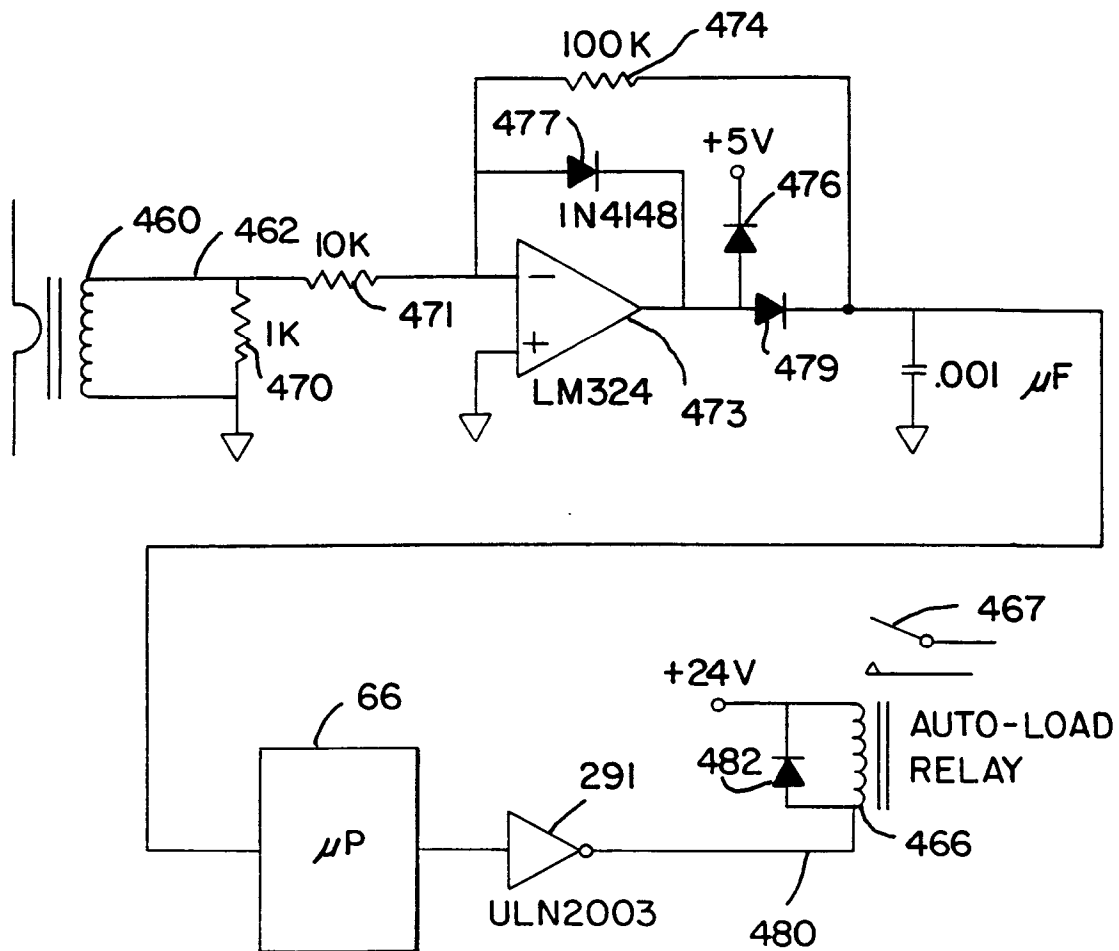 474
100K
477
+5V
476
1N4148
460
462
10K
471
−
+
1K
470
LM324
473
479
.001 μF
467
+24V
66
482
AUTO-LOAD
RELAY
291
466
μP
ULN2003
480